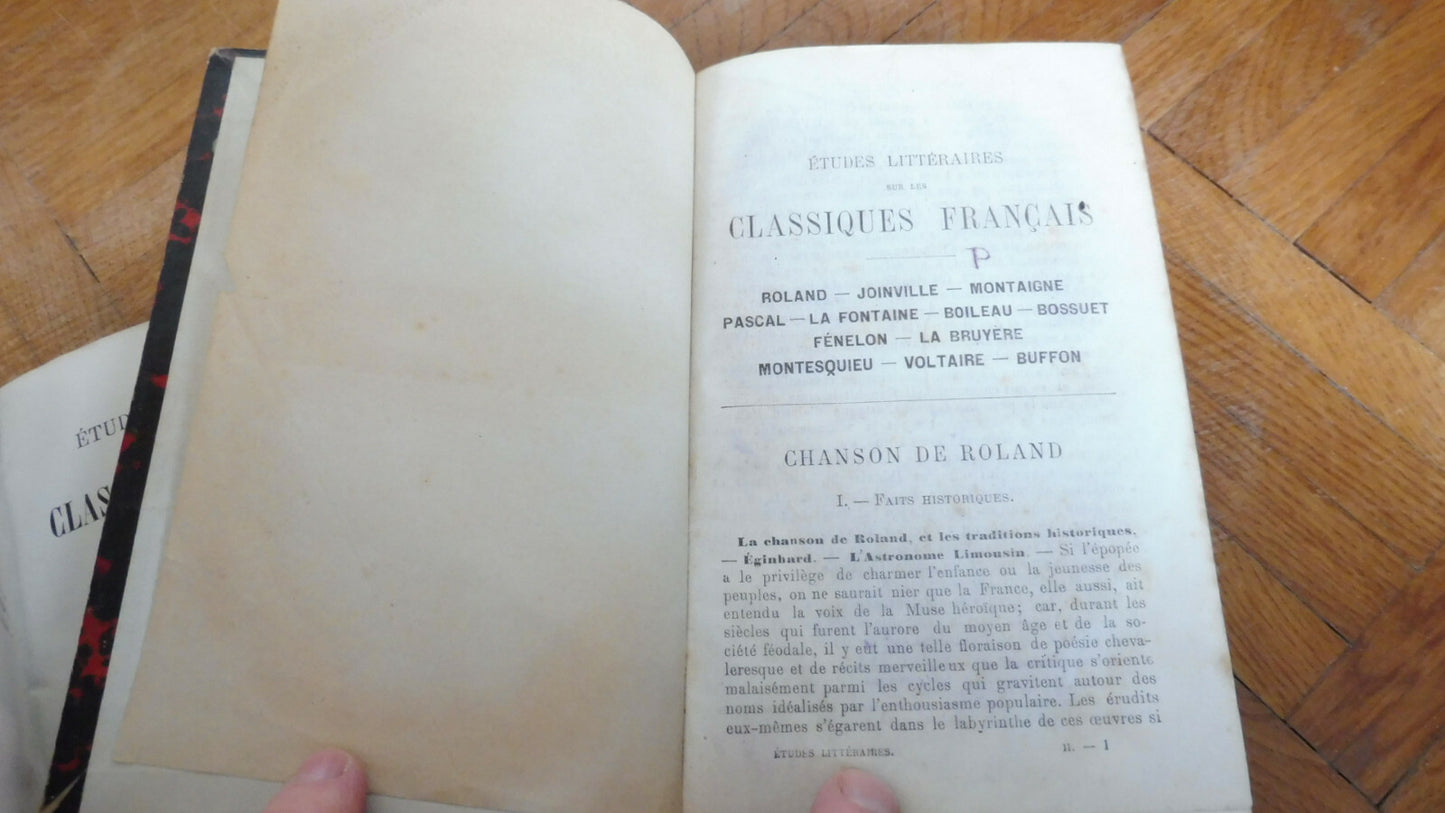 ÉTUDES LITTÉRAIRES
SUR LES
CLASSIQUES FRANÇAIS
P
ROLAND — JOINVILLE — MONTAIGNE
PASCAL — LA FONTAINE — BOILEAU — BOSSUET
FÉNELON — LA BRUYÈRE
MONTESQUIEU — VOLTAIRE — BUFFON
CHANSON DE ROLAND
I. — FAITS HISTORIQUES.
La chanson de Roland, et les traditions historiques.
— Éginhard. — L'Astronome Limousin. — Si l'épopée
a le privilège de charmer l'enfance ou la jeunesse des
peuples, on ne saurait nier que la France, elle aussi, ait
entendu la voix de la Muse héroïque; car, durant les
siècles qui furent l'aurore du moyen âge et de la so-
ciété féodale, il y eut une telle floraison de poésie cheva-
leresque et de récits merveilleux que la critique s'oriente
malaisément parmi les cycles qui gravitent autour des
noms idéalisés par l'enthousiasme populaire. Les érudits
eux-mêmes s'égarent dans le labyrinthe de ces œuvres si
ÉTUDES LITTÉRAIRES.
II. — 1
ÉTUD
CLAS